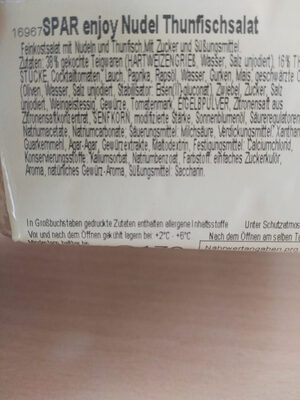 16967 SPAR enjoy Nudel Thunfischsalat
Feinkostsalat mit Nudeln und Thunfisch. Mit Zucker und Süßungsmittel.
Zutaten: 38% gekochte Teigwaren (HARTWEIZENGRIEß, Wasser, Salz unjodiert), 16% TH
STÜCKE, Cocktailtomaten, Lauch, Paprika, Rapsöl, Wasser, Gurken, Mais, geschwärzte O
(Oliven, Wasser, Salz unjodiert, Stabilisator: Eisen(II)-gluconat), Zwiebel, Zucker, Salz
unjodiert, Weingeistessig, Gewürze, Tomatenmark, EIGELBPULVER, Zitronensaft aus
Zitronensaftkonzentrat, SENFKORN, modifizierte Stärke, Sonnenblumenöl, Säureregulatoren:
Natriumacetate, Natriumcarbonate, Säuerungsmittel: Milchsäure, Verdickungsmittel: Xanthan
Guarkernmehl, Agar-Agar, Gewürzextrakte, Maltodextrin, Festigungsmittel: Calciumchlorid,
Konservierungsstoffe: Kaliumsorbat, Natriumbenzoat, Farbstoff: einfaches Zuckerkulör,
Aroma, natürliches Gewürz-Aroma, Süßungsmittel: Saccharin.
In Großbuchstaben gedruckte Zutaten enthalten allergene Inhaltsstoffe Unter Schutzatmos
Vor und nach dem Öffnen gekühlt lagern bei +2°C - +6°C Nach dem Öffnen am selben T
Nährwertangaben pro